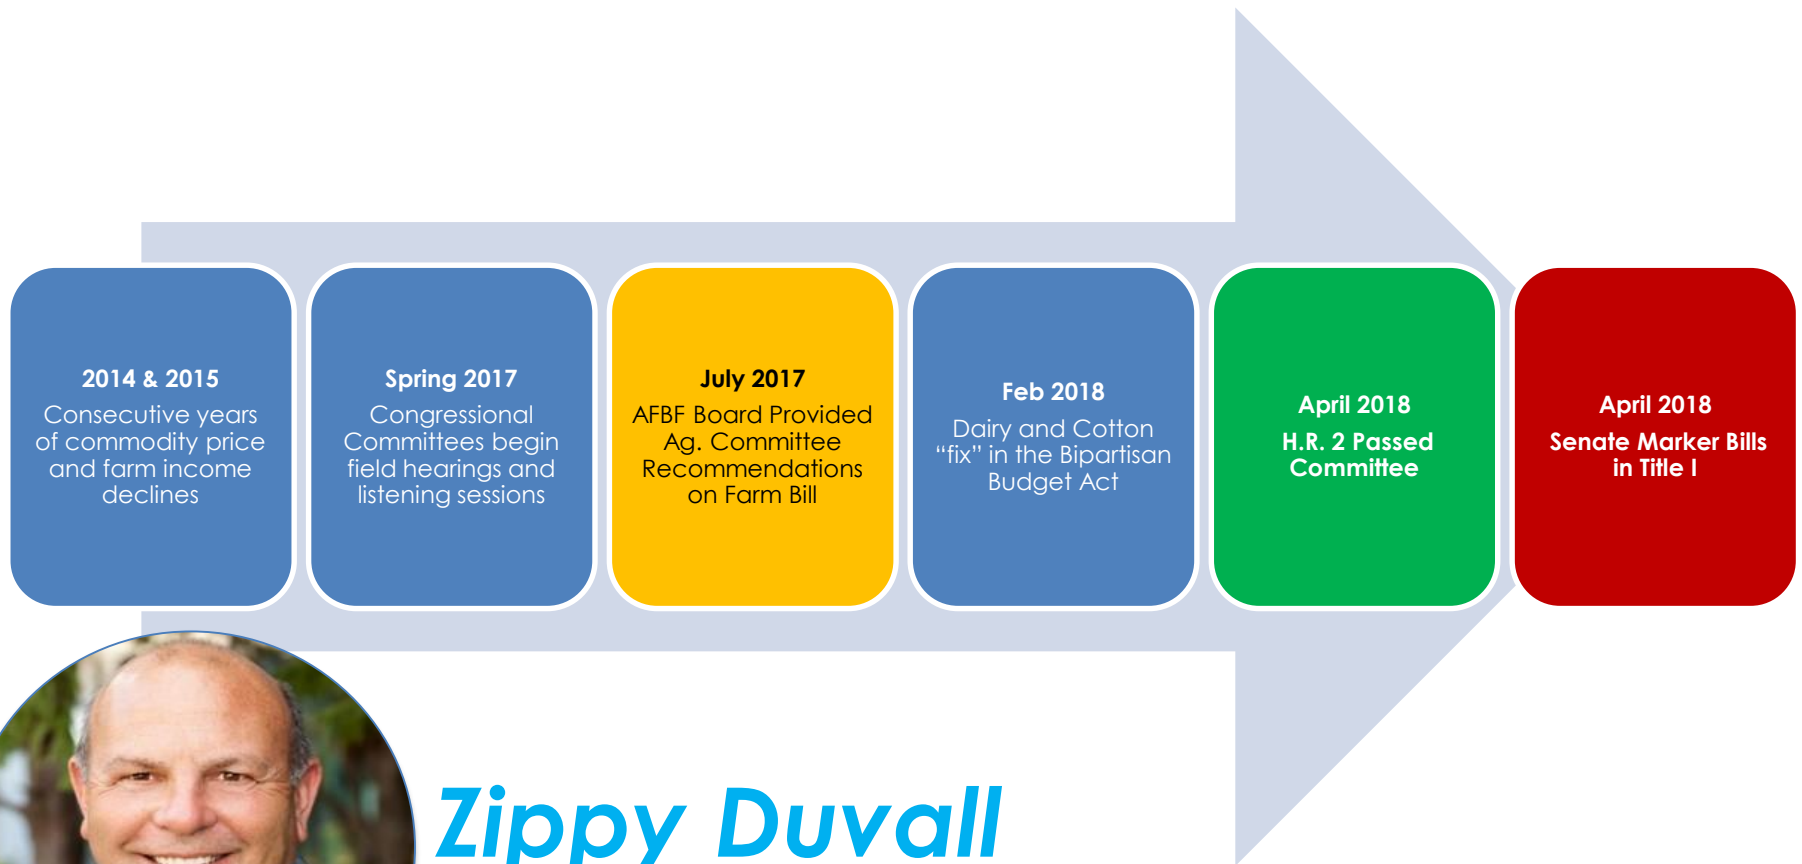 2014 & 2015
Consecutive years
of commodity price
and farm income
declines
Spring 2017
Congressional
Committees begin
field hearings and
listening sessions
July 2017
AFBF Board Provided
Ag. Committee
Recommendations
on Farm Bill
Feb 2018
Dairy and Cotton
“fix” in the Bipartisan
Budget Act
April 2018
H.R. 2 Passed
Committee
April 2018
Senate Marker Bills
in Title I
Zippy Duvall